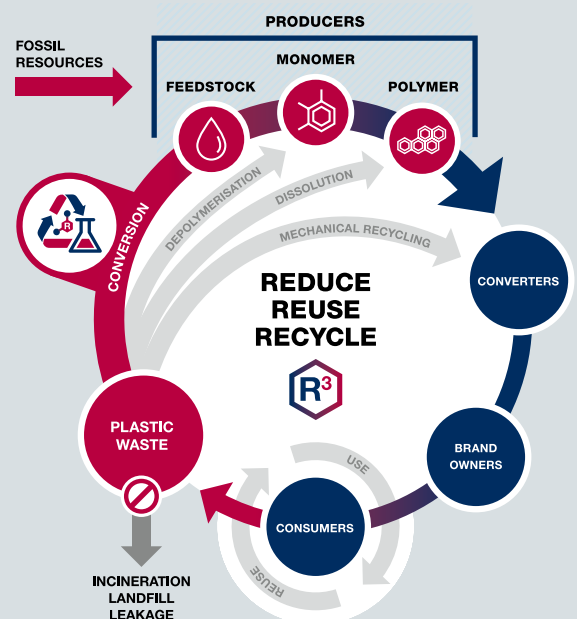 PRODUCERS
FOSSIL
RESOURCES
MONOMER
FEEDSTOCK
POLYMER
DEPOLYMERISATION
DISSOLUTION
MECHANICAL RECYCLING
CONVERSION
R
CONVERTERS
REDUCE
REUSE
RECYCLE
R³
PLASTIC
WASTE
BRAND
OWNERS
USE
CONSUMERS
REUSE
INCINERATION
LANDFILL
LEAKAGE